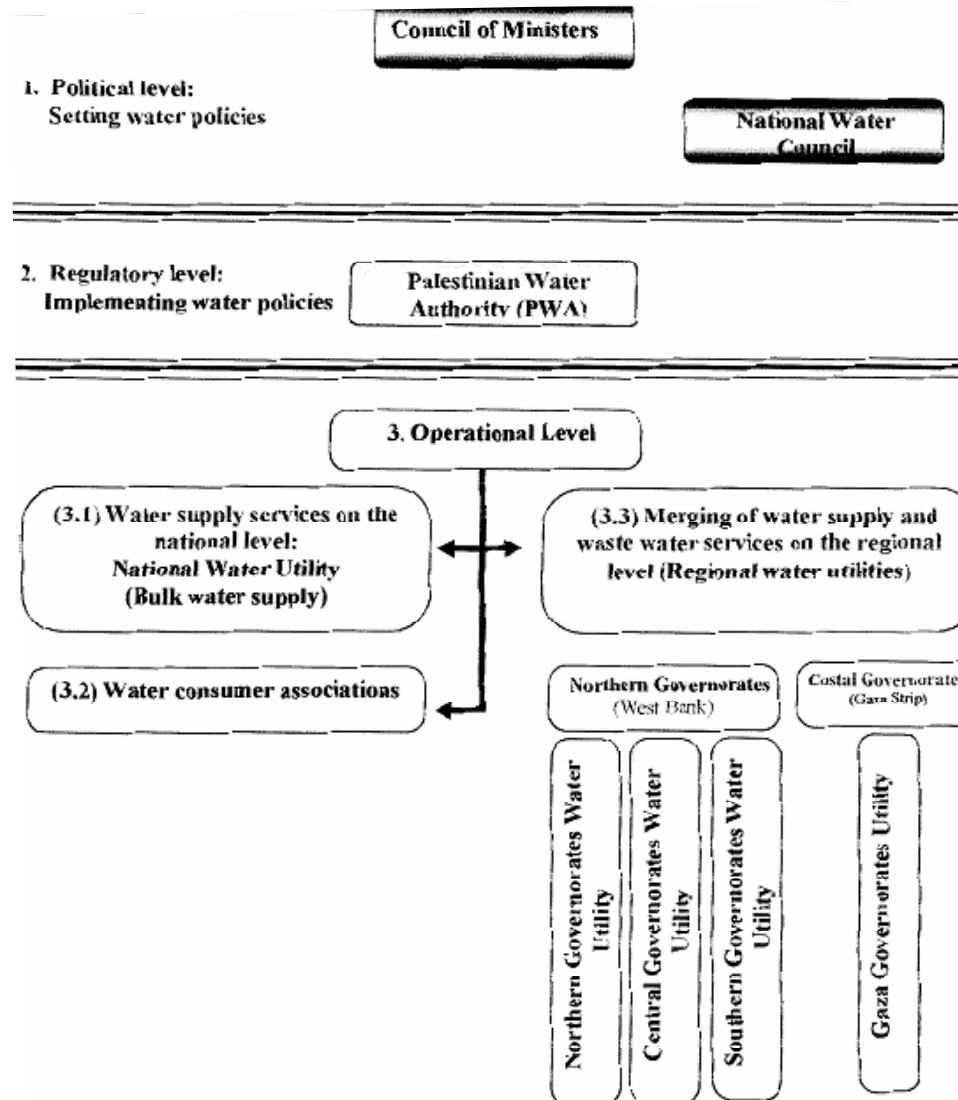 Council of Ministers
1. Political level:
Setting water policies
National Water
Council
2. Regulatory level:
Implementing water policies
Palestinian Water
Authority (PWA)
3. Operational Level
(3.1) Water supply services on the
national level:
National Water Utility
(Bulk water supply)
(3.3) Merging of water supply and
waste water services on the regional
level (Regional water utilities)
(3.2) Water consumer associations
Northern Governorates
(West Bank)
Costal Governorate
(Gaza Strip)
Northern Governorates Water
Utility
Central Governorates Water
Utility
Southern Governorates Water
Utility
Gaza Governorates Utility